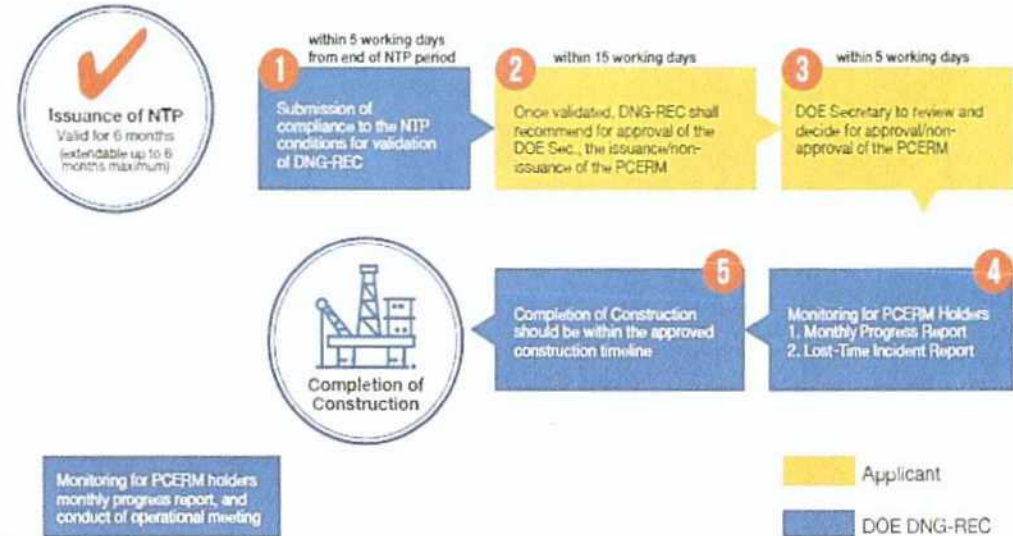 Issuance of NTP
Valid for 6 months
(extendable up to 6
months maximum)
within 5 working days
from end of NTP period
1
Submission of
compliance to the NTP
conditions for validation
of DNG-REC
within 15 working days
2
Once validated, DNG-REC shall
recommend for approval of the
DOE Sec., the issuance/non-
issuance of the PCERM
within 5 working days
3
DOE Secretary to review and
decide for approval/non-
approval of the PCERM
4
Monitoring for PCERM Holders
1. Monthly Progress Report
2. Lost-Time Incident Report
5
Completion of Construction
should be within the approved
construction timeline
Completion of
Construction
Monitoring for PCERM holders
monthly progress report, and
conduct of operational meeting
Applicant
DOE DNG-REC